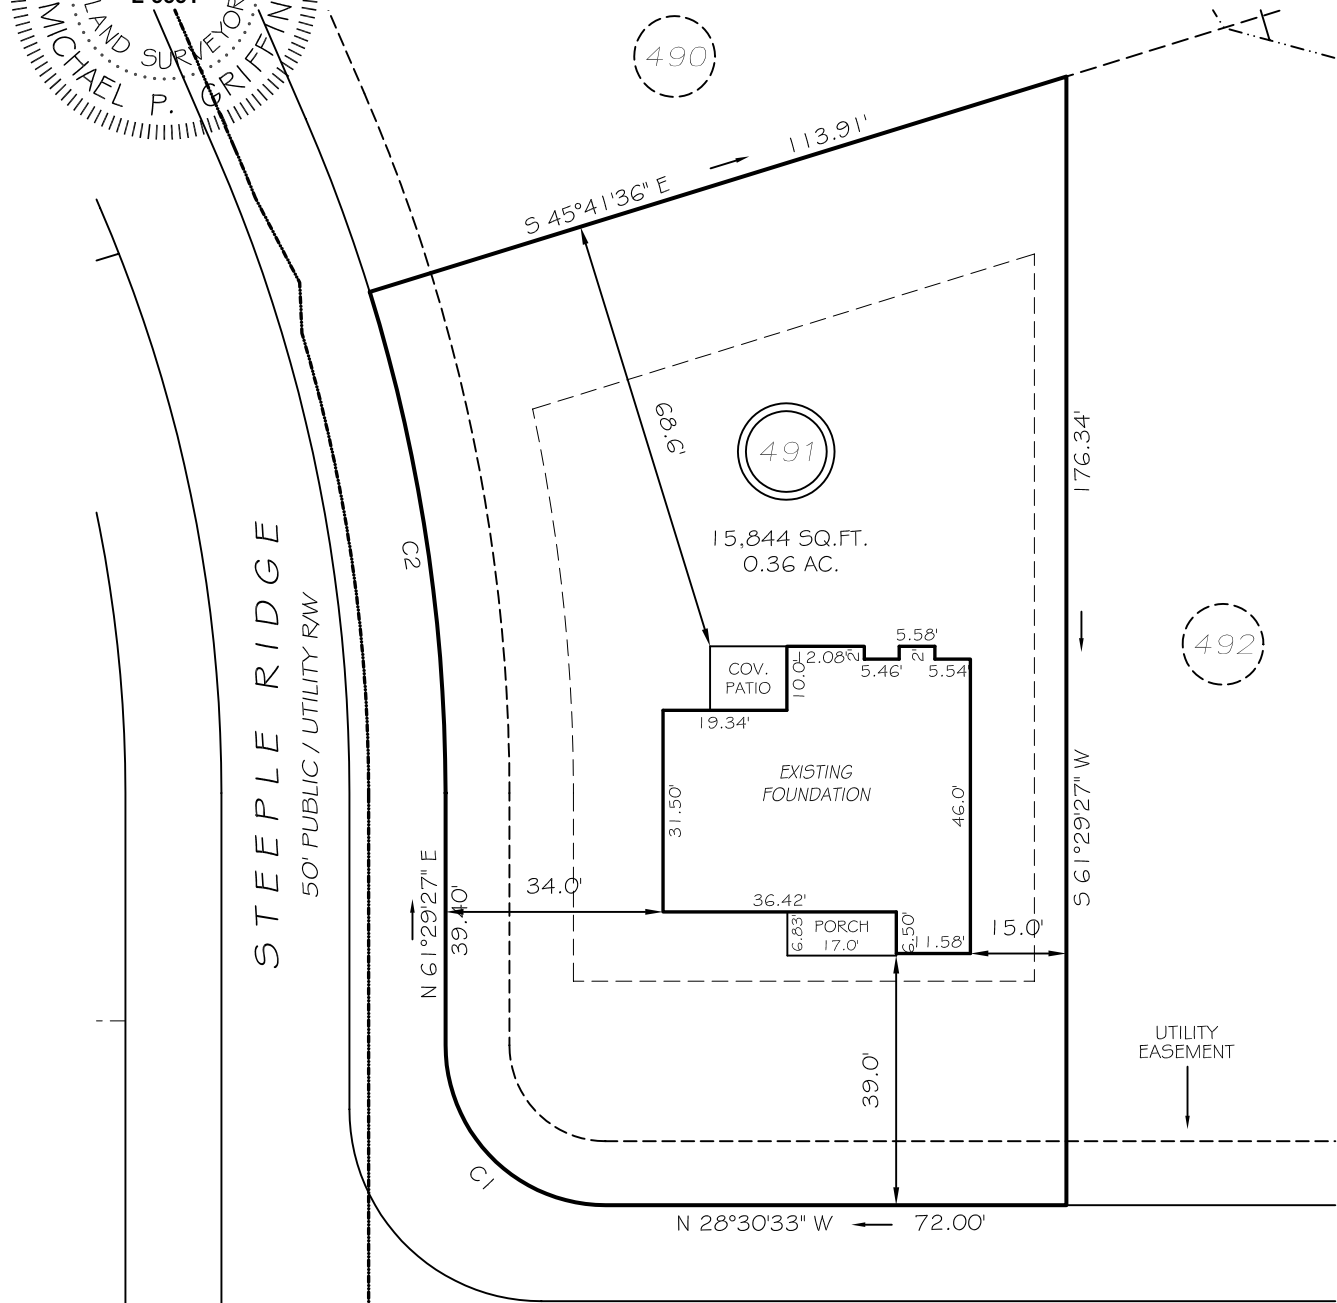 LAND SURVEYOR
MICHAEL P. GRIFFIN
490
113.91'
S 45°41'36" E
68.6'
491
176.34'
15,844 SQ.FT.
0.36 AC.
C2
STEEPLE RIDGE
50' PUBLIC / UTILITY R/W
492
5.58'
12.08'
2'
2'
5.46'
5.54'
COV.
PATIO
10.0'
19.34'
EXISTING
FOUNDATION
31.50'
46.0'
S 61°29'27" W
N 61°29'27" E
39.40'
34.0'
36.42'
6.83'
PORCH
17.0'
6.50'
11.58'
15.0'
UTILITY
EASEMENT
39.0'
C1
N 28°30'33" W
72.00'